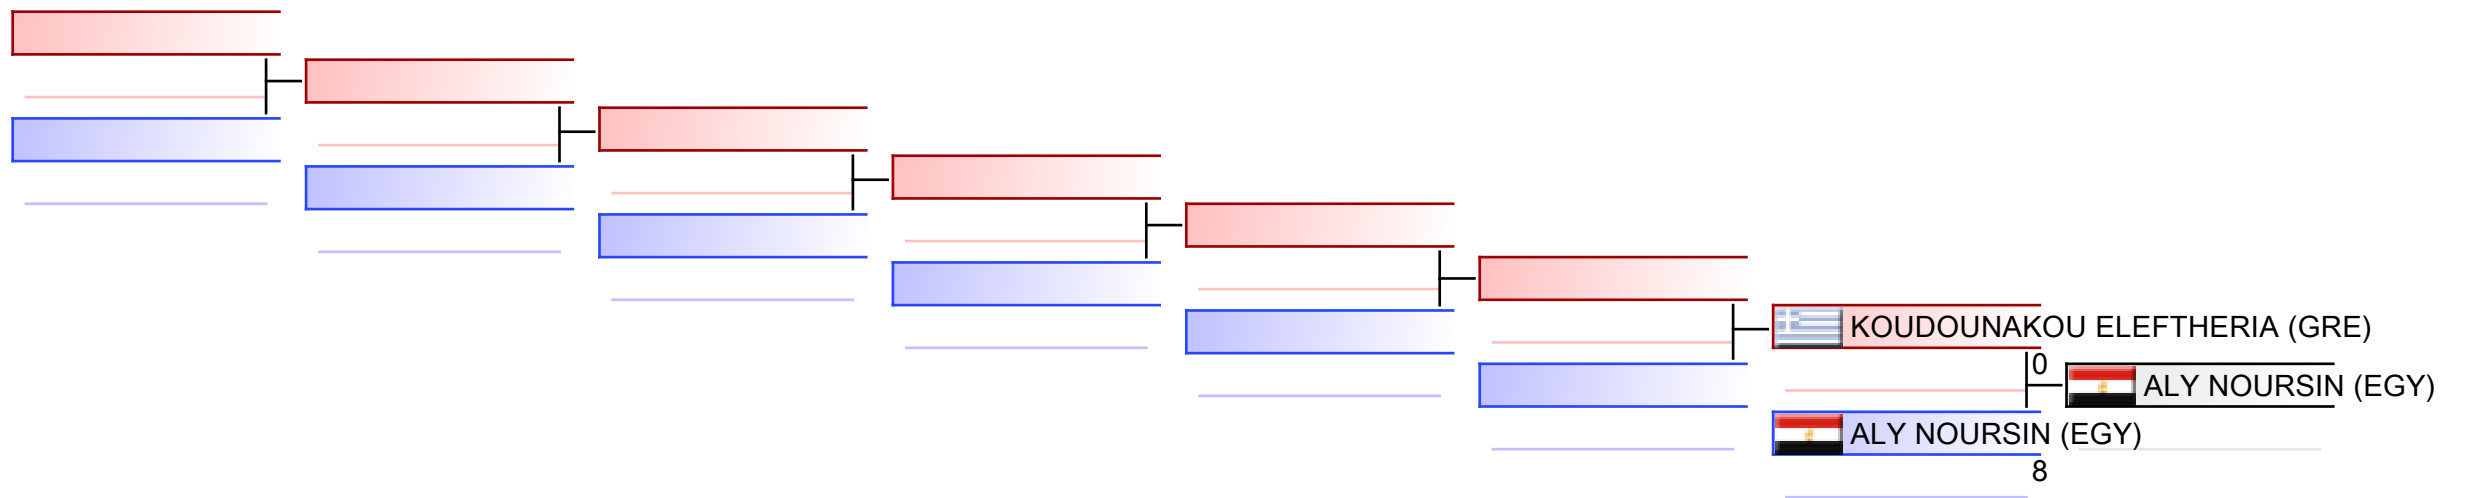 KOUDOUNAKOU ELEFTHERIA (GRE)
0
ALY NOURSIN (EGY)
ALY NOURSIN (EGY)
8